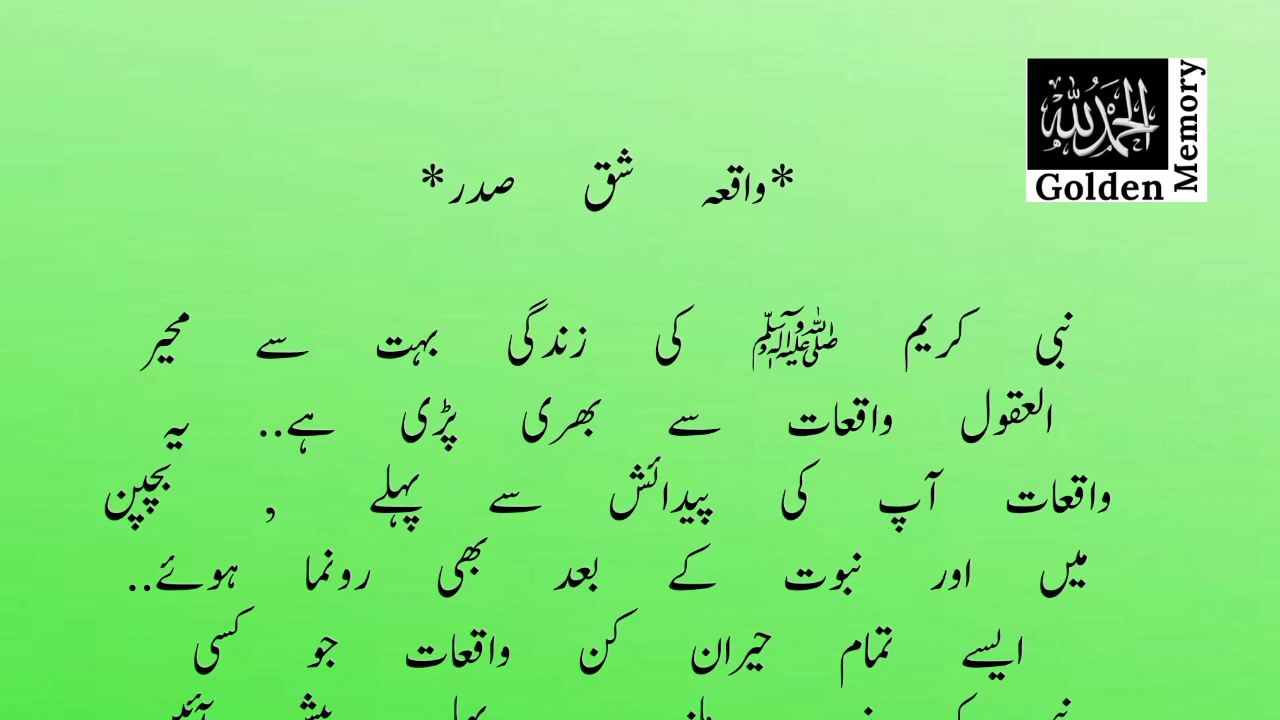 الحمدللہ
Golden
Memory
*واقعہ شق صدر*
نبی کریم ﷺ کی زندگی بہت سے محیر
العقول واقعات سے بھری پڑی ہے.. یہ
واقعات آپ کی پیدائش سے پہلے , بچپن
میں اور نبوت کے بعد بھی رونما ہوئے..
ایسے تمام حیران کن واقعات جو کسی